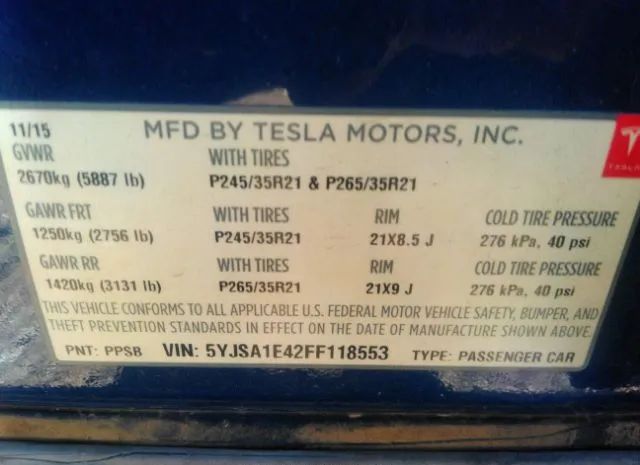 11/15 MFD BY TESLA MOTORS, INC.
GVWR WITH TIRES
2670kg (5887 lb) P245/35R21 & P265/35R21
TESLA
GAWR FRT WITH TIRES RIM COLD TIRE PRESSURE
1250kg (2756 lb) P245/35R21 21X8.5 J 276 kPa, 40 psi
GAWR RR WITH TIRES RIM COLD TIRE PRESSURE
1420kg (3131 lb) P265/35R21 21X9 J 276 kPa, 40 psi
THIS VEHICLE CONFORMS TO ALL APPLICABLE U.S. FEDERAL MOTOR VEHICLE SAFETY, BUMPER, AND
THEFT PREVENTION STANDARDS IN EFFECT ON THE DATE OF MANUFACTURE SHOWN ABOVE.
PNT: PPSB VIN: 5YJSA1E42FF118553 TYPE: PASSENGER CAR